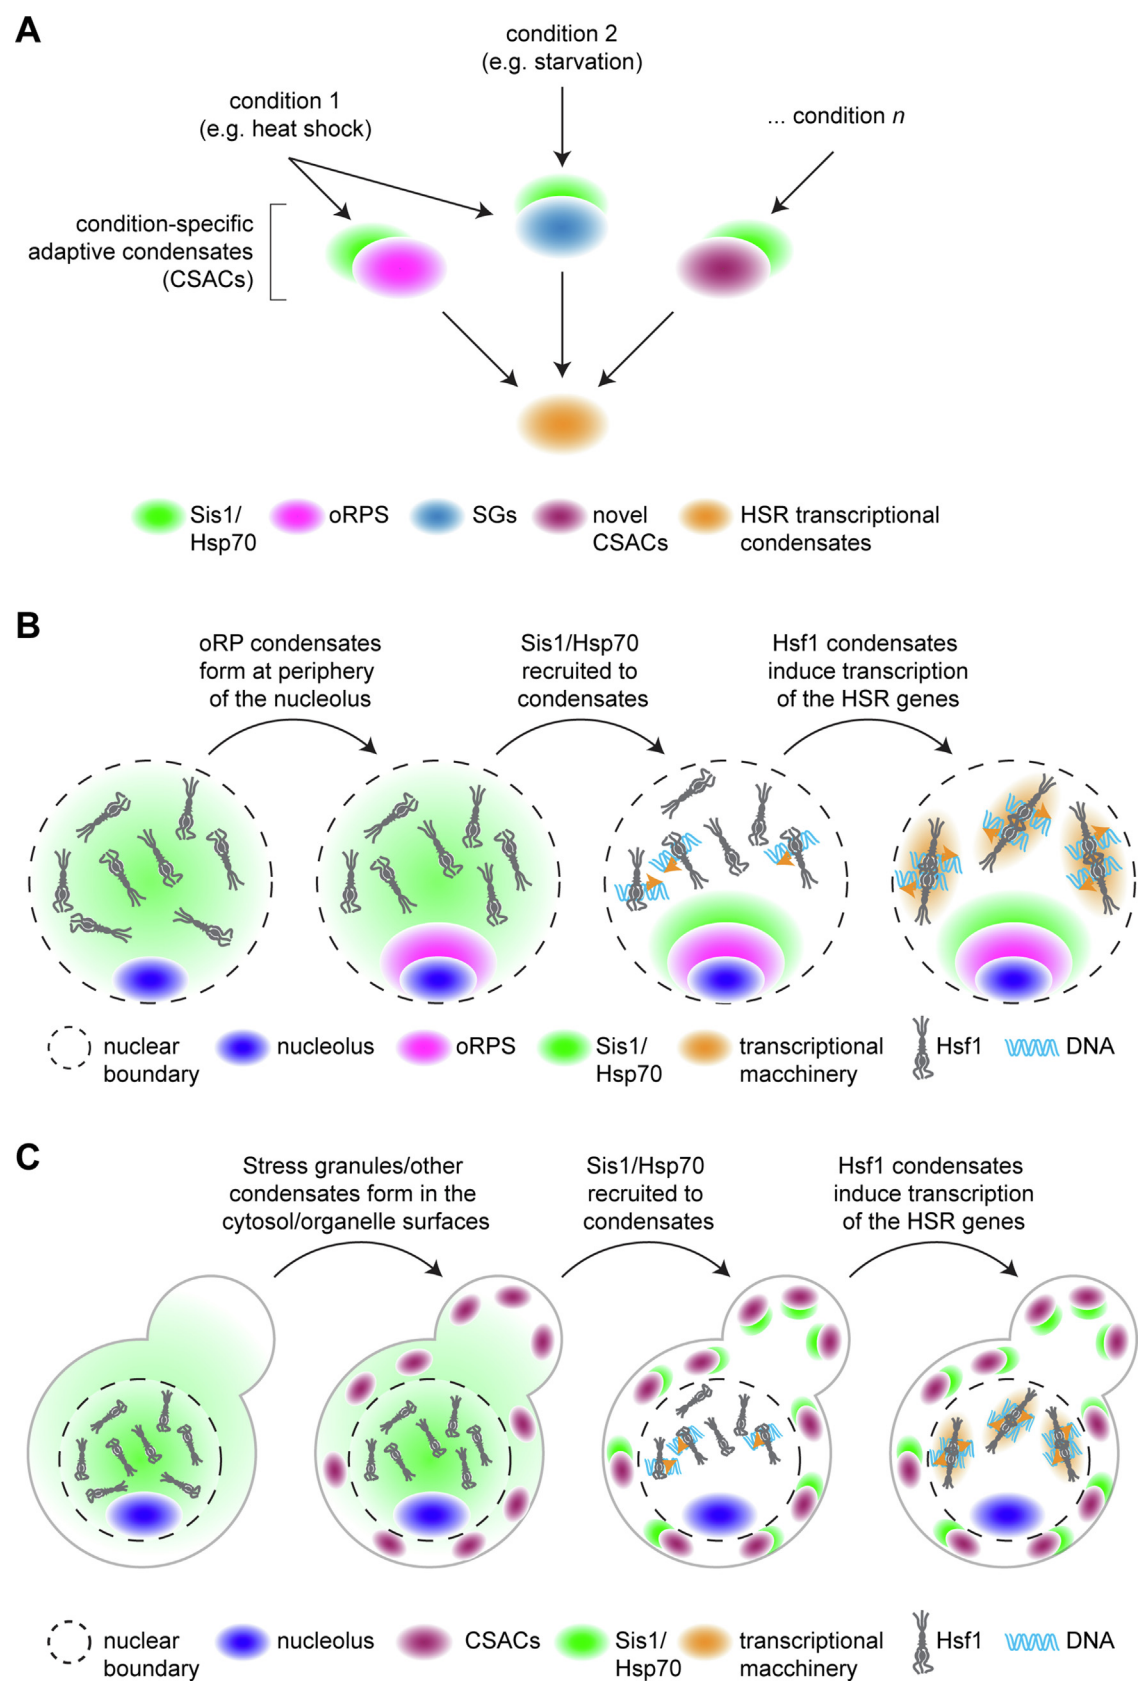 A
condition 2
(e.g. starvation)
condition 1
(e.g. heat shock)
... condition n
condition-specific
adaptive condensates
(CSACs)
Sis1/
Hsp70
oRPS
SGs
novel
CSACs
HSR transcriptional
condensates
B
oRP condensates
form at periphery
of the nucleolus
Sis1/Hsp70
recruited to
condensates
Hsf1 condensates
induce transcription
of the HSR genes
nuclear
boundary
nucleolus
oRPS
Sis1/
Hsp70
transcriptional
macchinery
Hsf1
DNA
C
Stress granules/other
condensates form in the
cytosol/organelle surfaces
Sis1/Hsp70
recruited to
condensates
Hsf1 condensates
induce transcription
of the HSR genes
nuclear
boundary
nucleolus
CSACs
Sis1/
Hsp70
transcriptional
macchinery
Hsf1
DNA